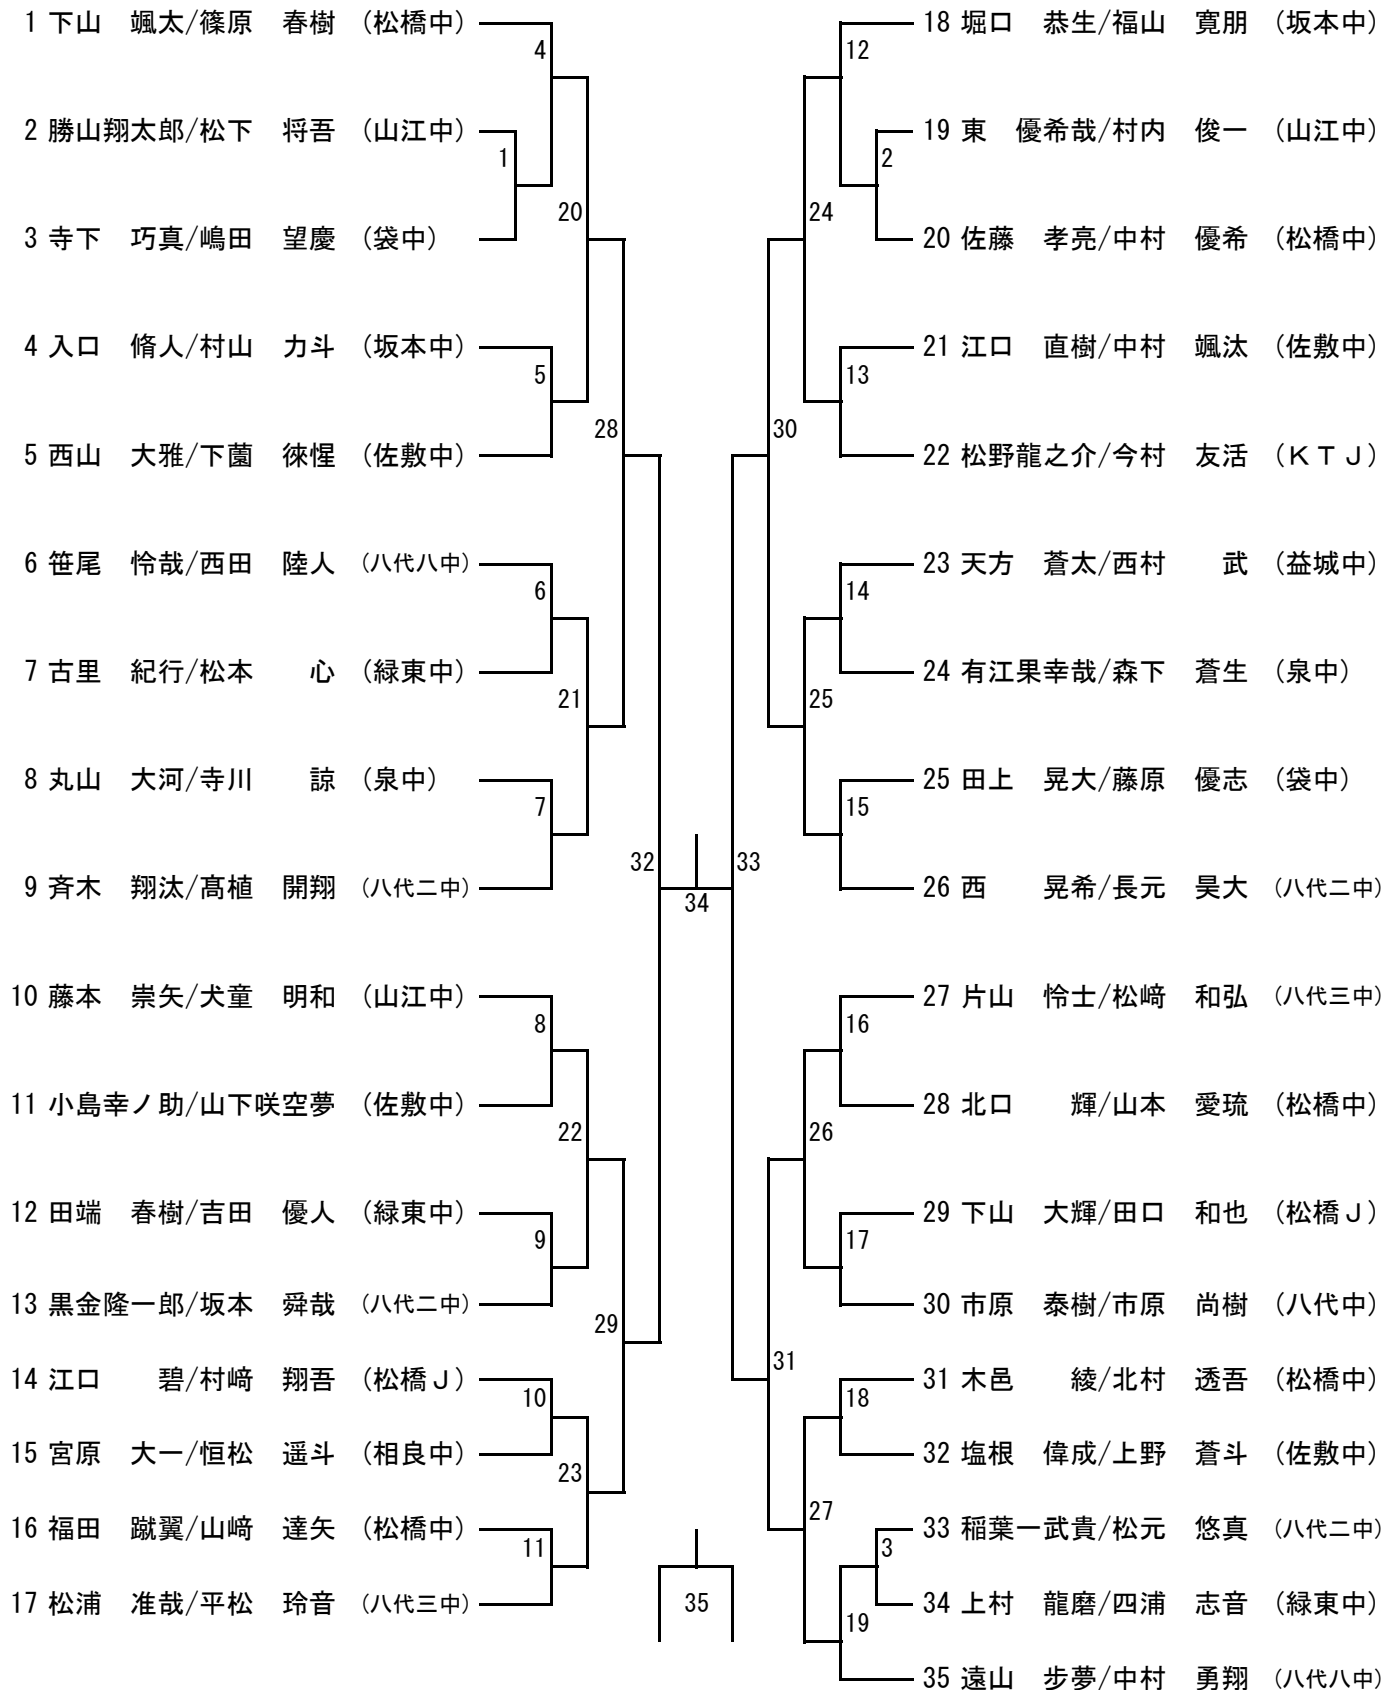 1 下山　颯太/篠原　春樹　（松橋中）
4
2 勝山翔太郎/松下　将吾　（山江中）
1
20
3 寺下　巧真/嶋田　望慶　（袋中）
4 入口　脩人/村山　力斗　（坂本中）
5
28
5 西山　大雅/下薗　徠惺　（佐敷中）
6 笹尾　怜哉/西田　陸人　（八代八中）
6
7 古里　紀行/松本　　心　（緑東中）
21
8 丸山　大河/寺川　　諒　（泉中）
7
32
9 斉木　翔汰/髙植　開翔　（八代二中）
34
10 藤本　崇矢/犬童　明和　（山江中）
8
11 小島幸ノ助/山下咲空夢　（佐敷中）
22
12 田端　春樹/吉田　優人　（緑東中）
9
13 黒金隆一郎/坂本　舜哉　（八代二中）
29
14 江口　　碧/村﨑　翔吾　（松橋Ｊ）
10
15 宮原　大一/恒松　遥斗　（相良中）
23
16 福田　蹴翼/山﨑　達矢　（松橋中）
11
17 松浦　准哉/平松　玲音　（八代三中）
35
18 堀口　恭生/福山　寛朋　（坂本中）
12
19 東　優希哉/村内　俊一　（山江中）
2
24
20 佐藤　孝亮/中村　優希　（松橋中）
21 江口　直樹/中村　颯汰　（佐敷中）
13
30
22 松野龍之介/今村　友活　（ＫＴＪ）
23 天方　蒼太/西村　　武　（益城中）
14
24 有江果幸哉/森下　蒼生　（泉中）
25
25 田上　晃大/藤原　優志　（袋中）
15
33
26 西　　晃希/長元　昊大　（八代二中）
27 片山　怜士/松﨑　和弘　（八代三中）
16
28 北口　　輝/山本　愛琉　（松橋中）
26
29 下山　大輝/田口　和也　（松橋Ｊ）
17
30 市原　泰樹/市原　尚樹　（八代中）
31
31 木邑　　綾/北村　透吾　（松橋中）
18
32 塩根　偉成/上野　蒼斗　（佐敷中）
27
33 稲葉一武貴/松元　悠真　（八代二中）
3
34 上村　龍磨/四浦　志音　（緑東中）
19
35 遠山　歩夢/中村　勇翔　（八代八中）